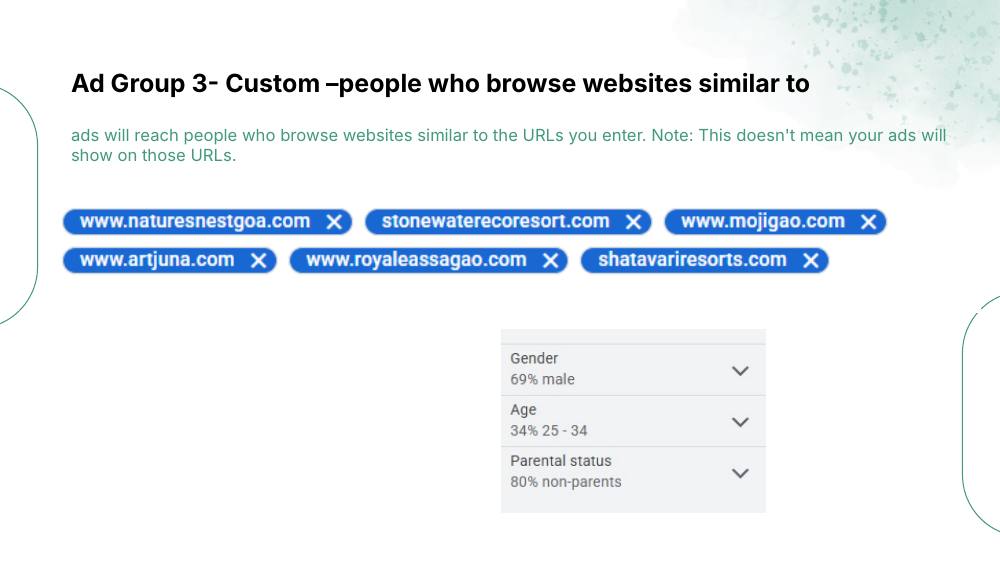 Ad Group 3- Custom –people who browse websites similar to
ads will reach people who browse websites similar to the URLs you enter. Note: This doesn't mean your ads will
show on those URLs.
www.naturesnestgoa.com
stonewaterecoresort.com
www.mojigao.com
www.artjuna.com
www.royaleassagao.com
shatavariresorts.com
Gender
69% male
Age
34% 25 - 34
Parental status
80% non-parents